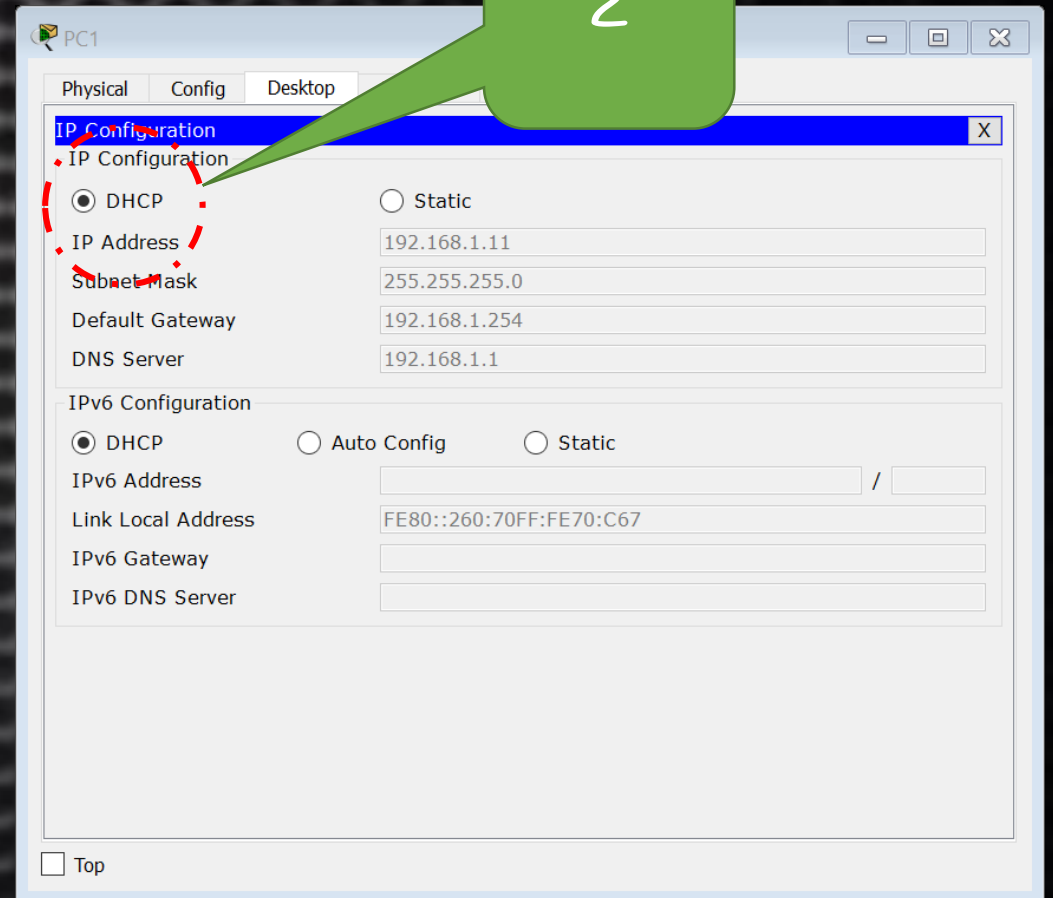 2
PC1
Physical Config Desktop
IP Configuration X
IP Configuration
DHCP Static
IP Address 192.168.1.11
Subnet Mask 255.255.255.0
Default Gateway 192.168.1.254
DNS Server 192.168.1.1
IPv6 Configuration
DHCP Auto Config Static
IPv6 Address /
Link Local Address FE80::260:70FF:FE70:C67
IPv6 Gateway
IPv6 DNS Server
Top